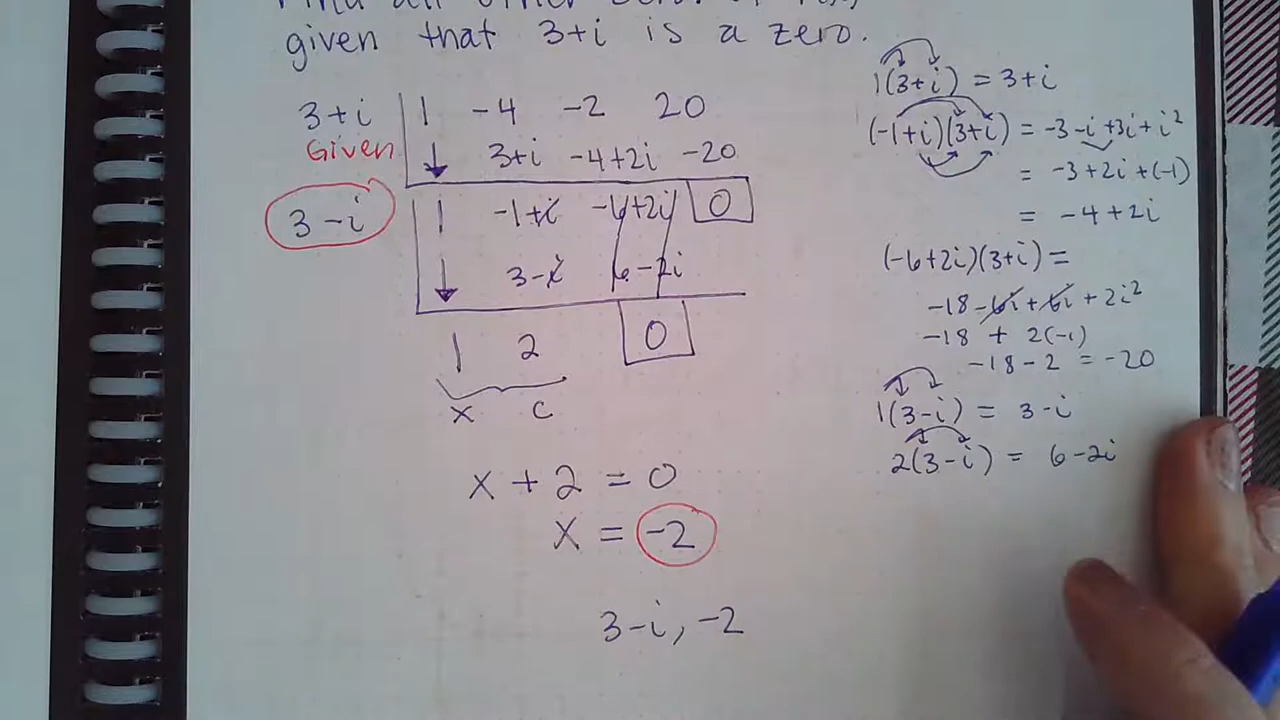 given that 3+i is a zero.
3+i 1 -4 -2 20
Given 3+i -4+2i -20
3-i 1 -1+i -6+2i 0
3-i 6-2i
1 2 0
x c
x + 2 = 0
x = -2
3-i, -2
1(3+i) = 3+i
(-1+i)(3+i) = -3-i+3i+i²
= -3+2i+(-1)
= -4+2i
(-6+2i)(3+i) =
-18-6i+6i+2i²
-18 + 2(-1)
-18-2 = -20
1(3-i) = 3-i
2(3-i) = 6-2i